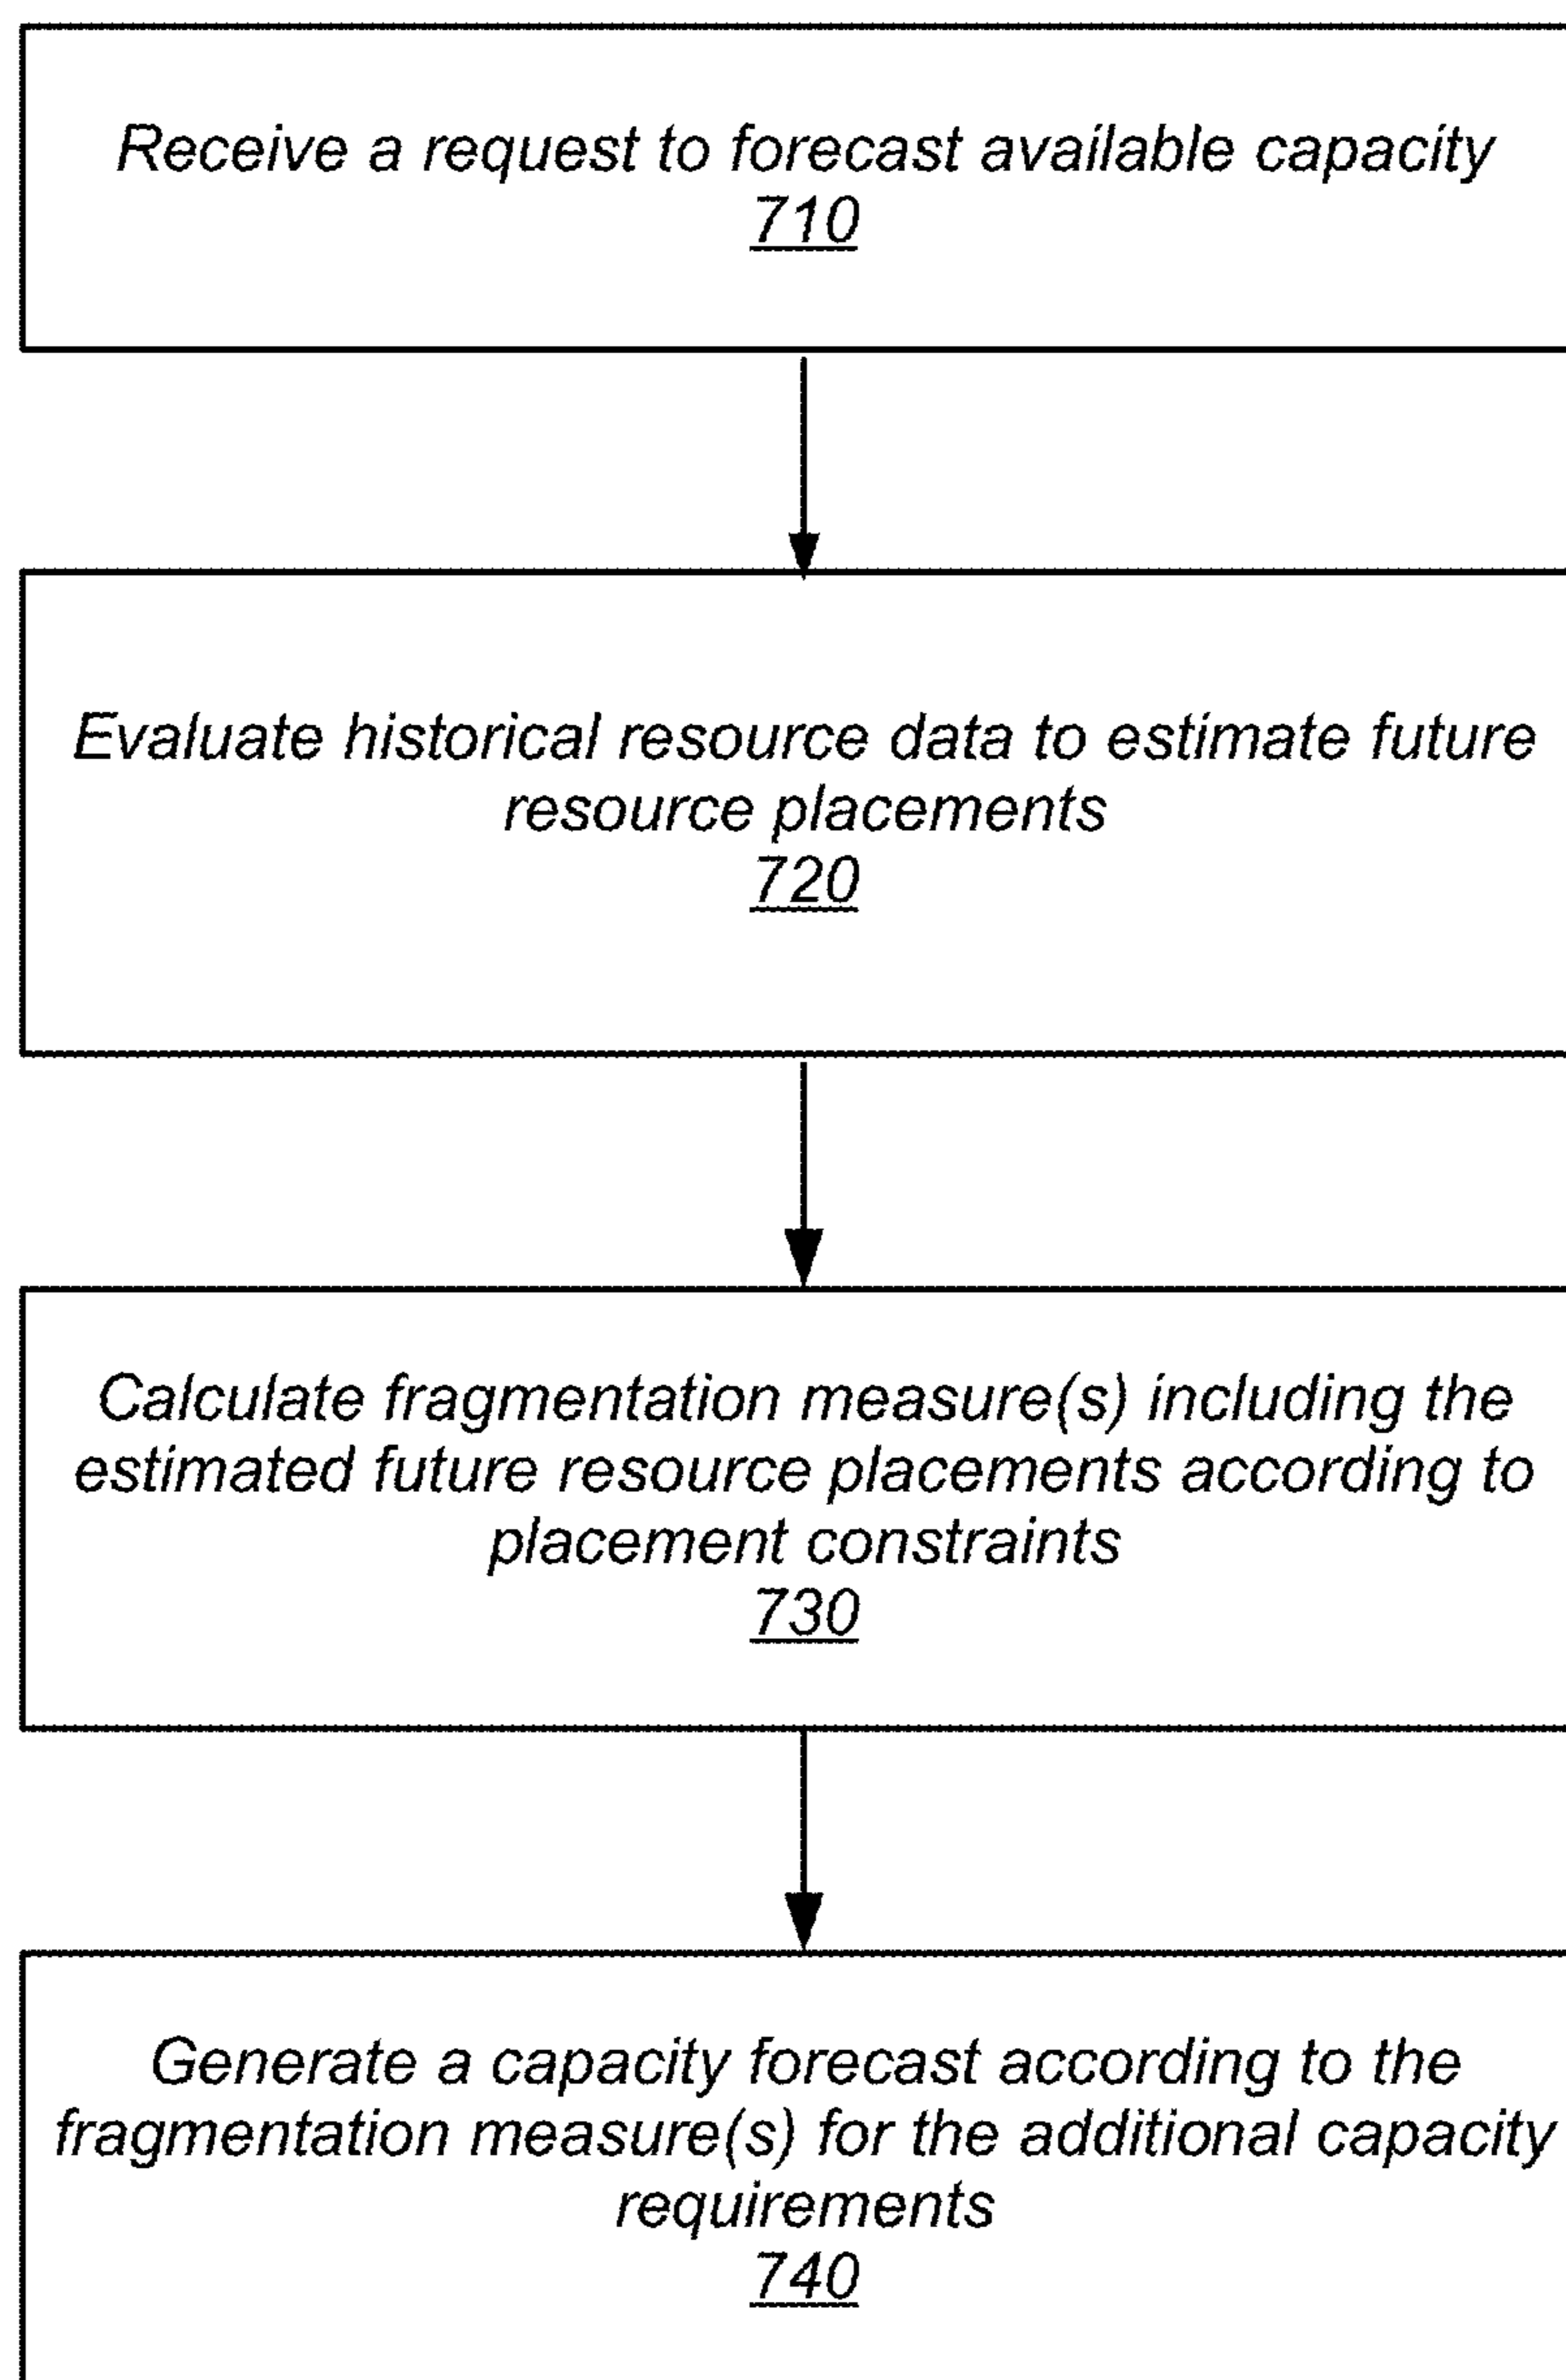 Receive a request to forecast available capacity
710
Evaluate historical resource data to estimate future
resource placements
720
Calculate fragmentation measure(s) including the
estimated future resource placements according to
placement constraints
730
Generate a capacity forecast according to the
fragmentation measure(s) for the additional capacity
requirements
740